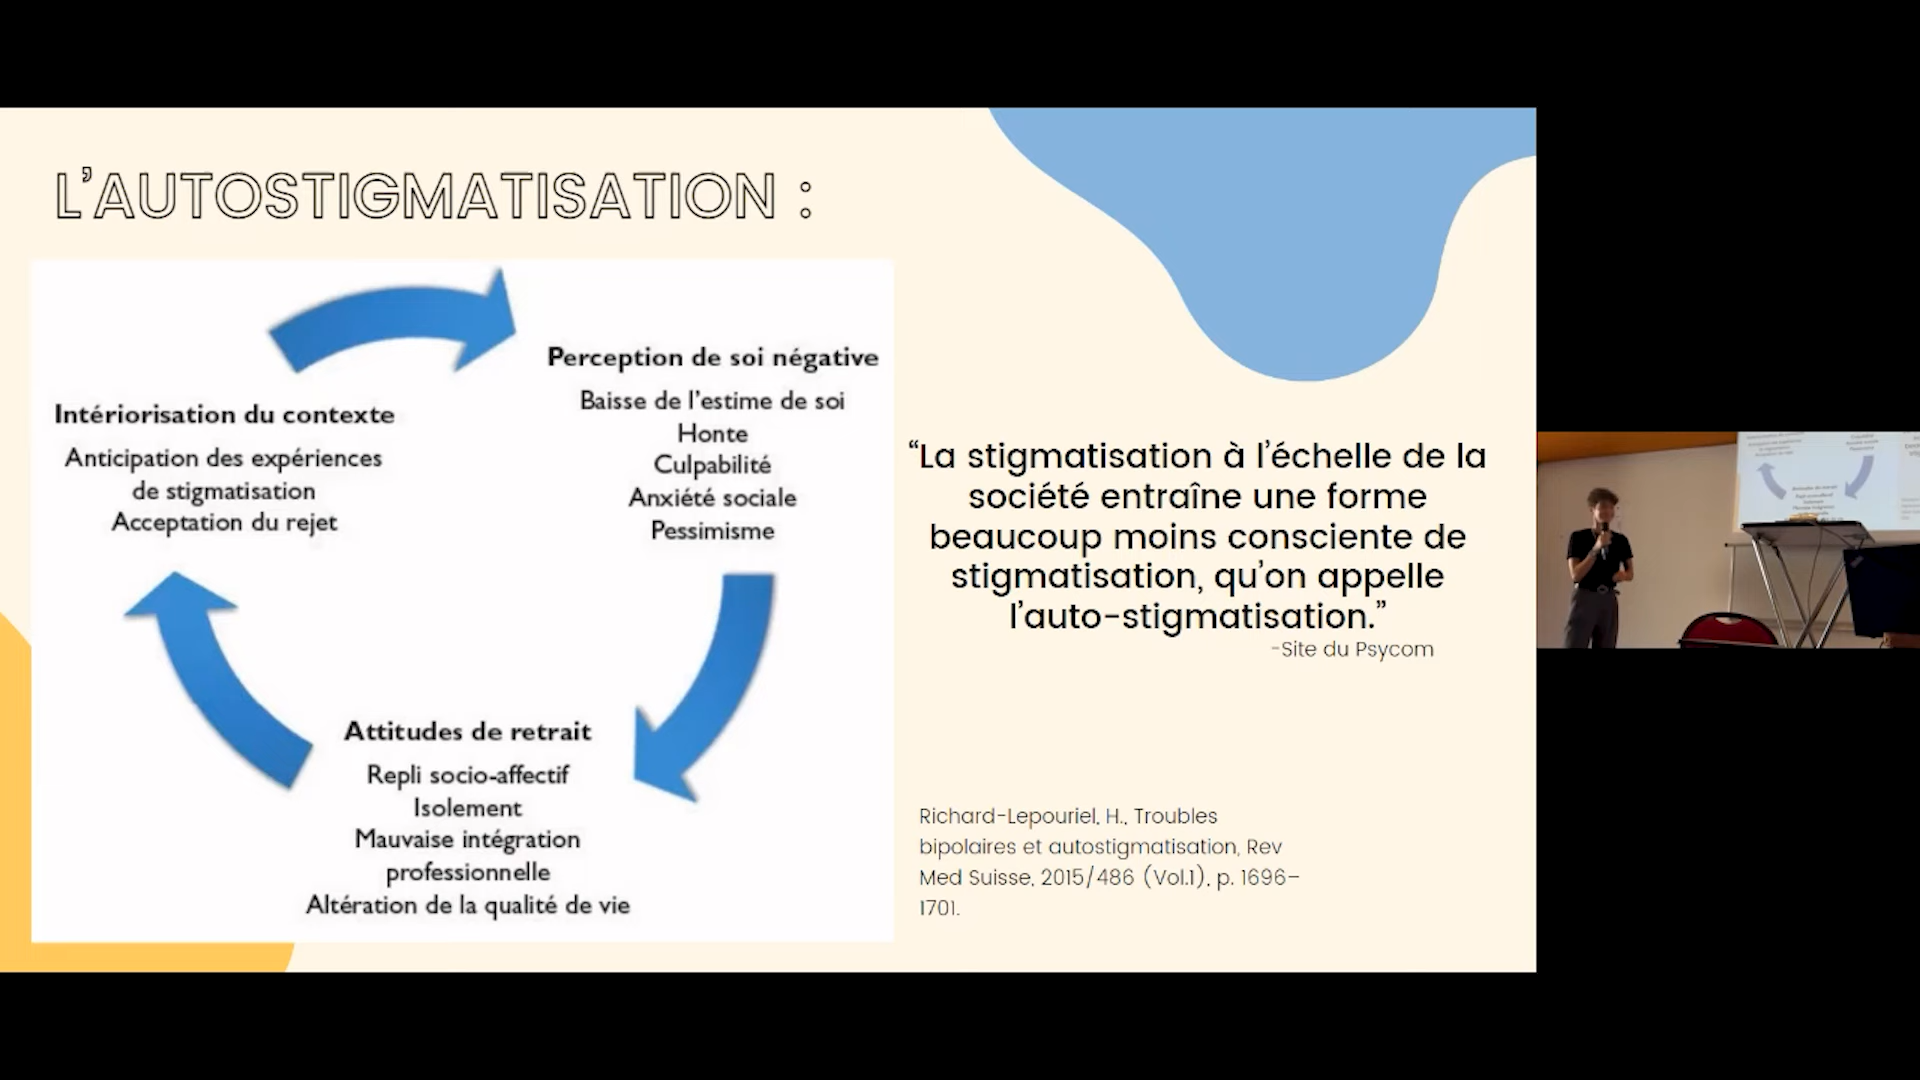 L'AUTOSTIGMATISATION :
Intériorisation du contexte
Anticipation des expériences
de stigmatisation
Acceptation du rejet
Perception de soi négative
Baisse de l'estime de soi
Honte
Culpabilité
Anxiété sociale
Pessimisme
Attitudes de retrait
Repli socio-affectif
Isolement
Mauvaise intégration
professionnelle
Altération de la qualité de vie
“La stigmatisation à l'échelle de la
société entraîne une forme
beaucoup moins consciente de
stigmatisation, qu'on appelle
l'auto-stigmatisation.”
-Site du Psycom
Richard-Lepouriel, H., Troubles
bipolaires et autostigmatisation, Rev
Med Suisse, 2015/486 (Vol.1), p. 1696–
1701.